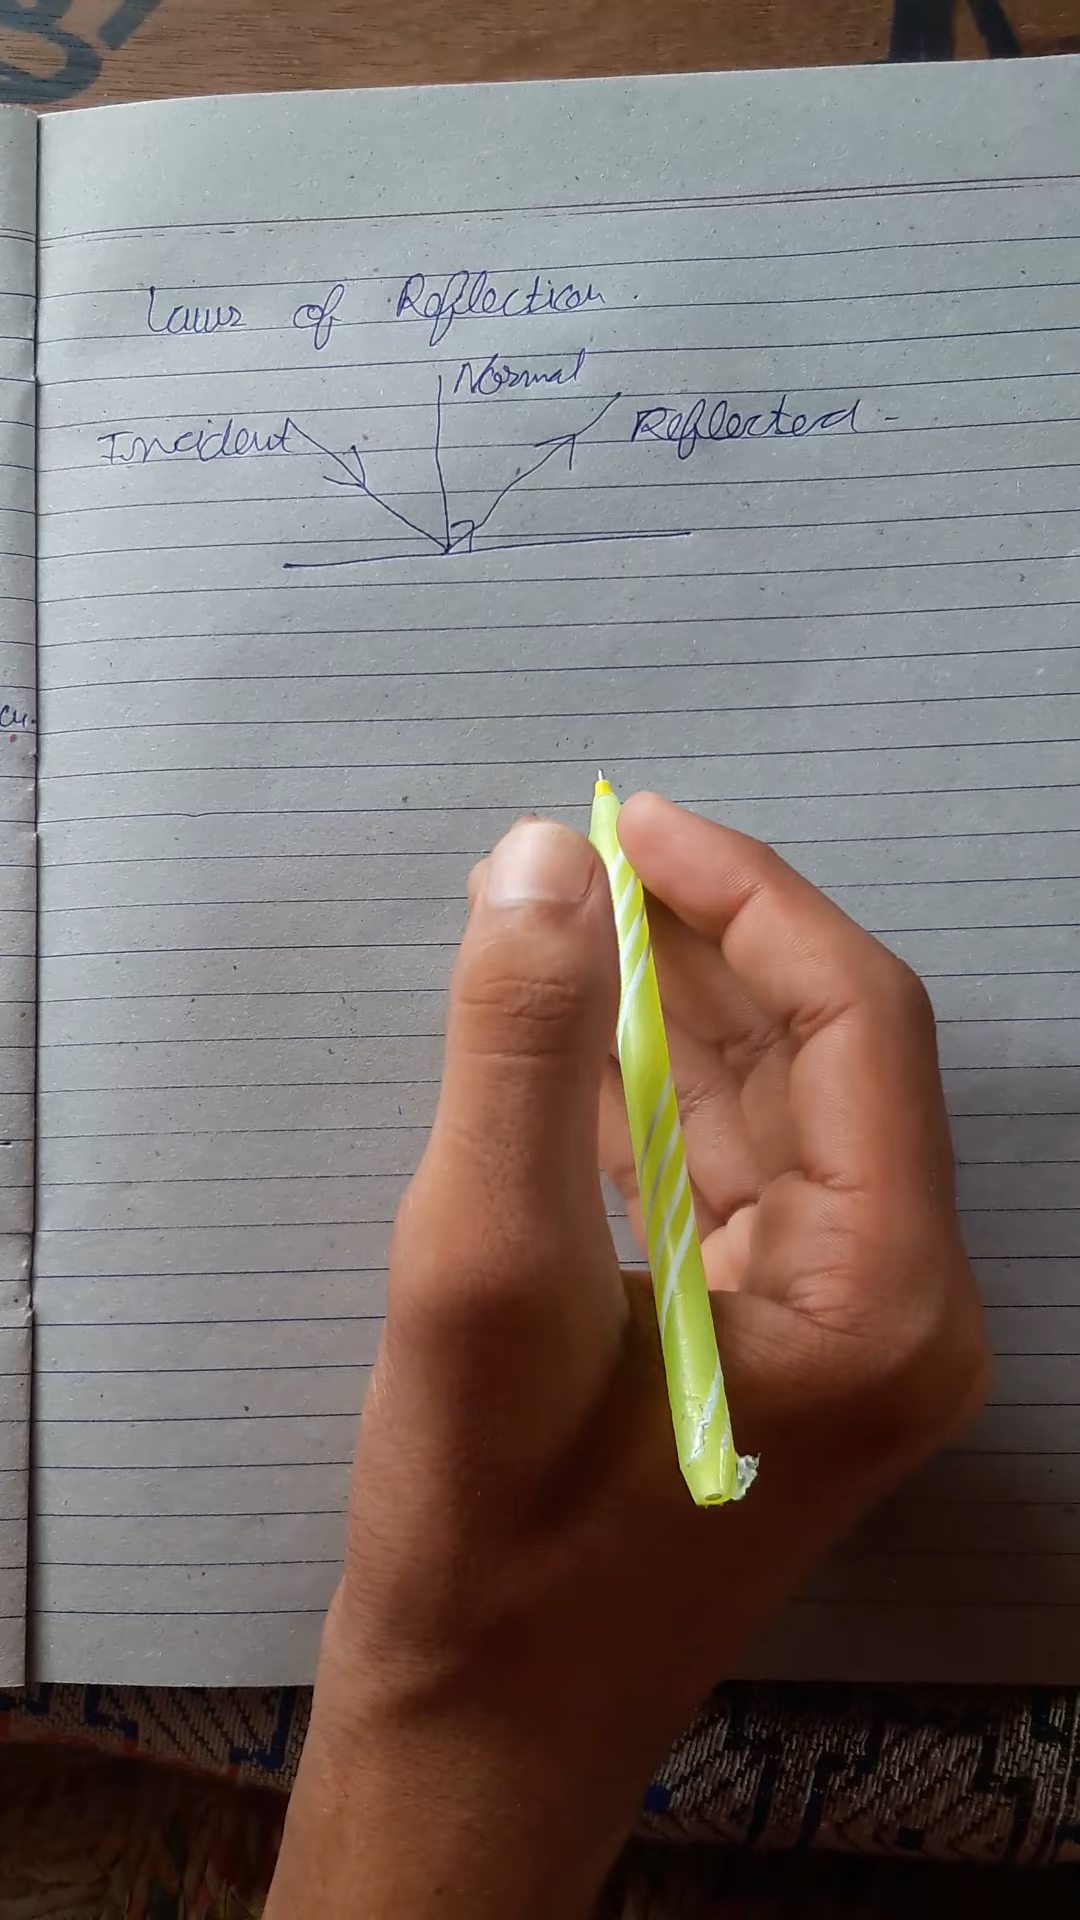 Laws of Reflection.
Normal
Incident
Reflected -